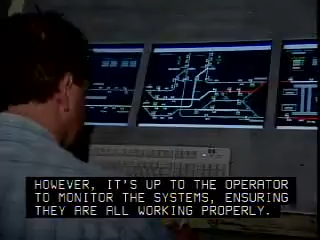 HOWEVER, IT'S UP TO THE OPERATOR
TO MONITOR THE SYSTEMS, ENSURING
THEY ARE ALL WORKING PROPERLY.